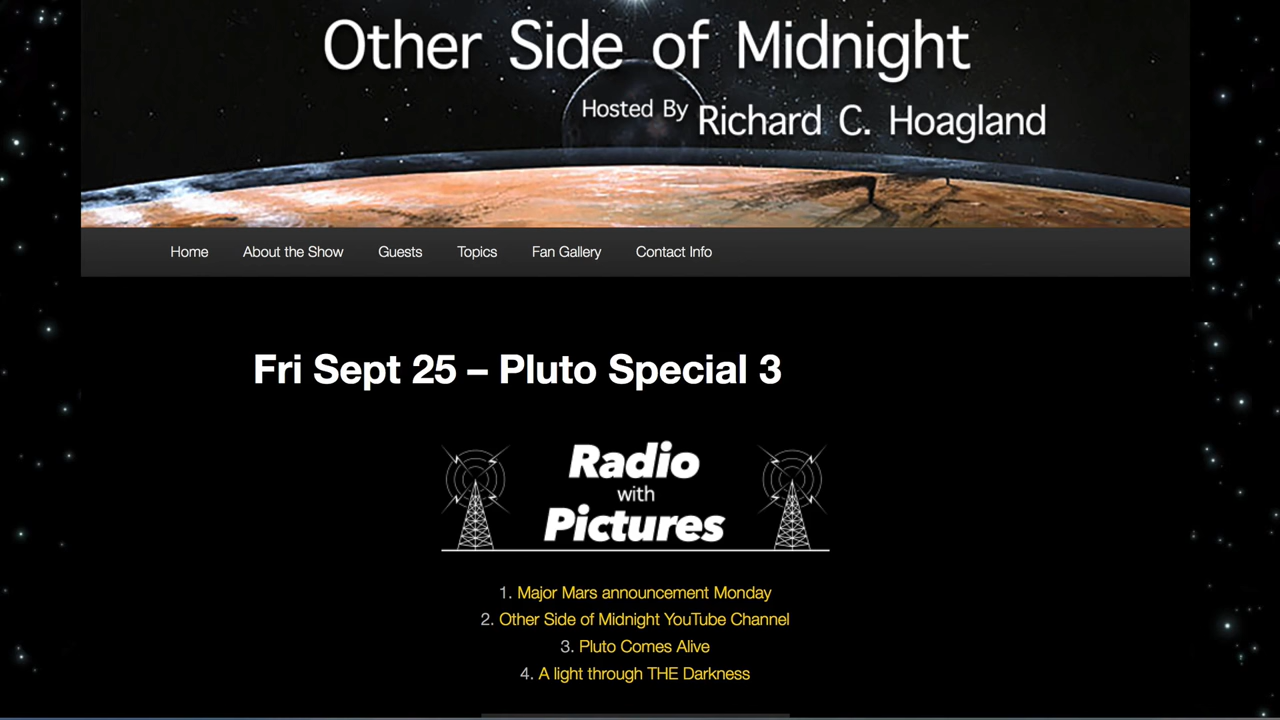 Other Side of Midnight
Hosted By Richard C. Hoagland
Home About the Show Guests Topics Fan Gallery Contact Info
Fri Sept 25 – Pluto Special 3
Radio
with
Pictures
1. Major Mars announcement Monday
2. Other Side of Midnight YouTube Channel
3. Pluto Comes Alive
4. A light through THE Darkness